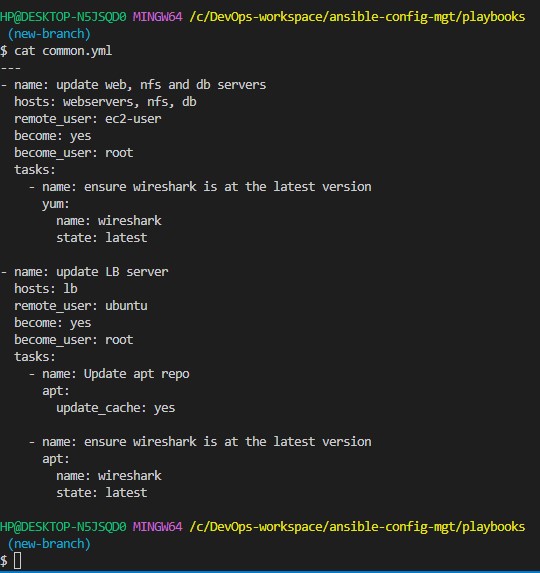 HP@DESKTOP-N5JSQD0 MINGW64 /c/DevOps-workspace/ansible-config-mgt/playbooks
 (new-branch)
$ cat common.yml
---
- name: update web, nfs and db servers
  hosts: webservers, nfs, db
  remote_user: ec2-user
  become: yes
  become_user: root
  tasks:
    - name: ensure wireshark is at the latest version
      yum:
        name: wireshark
        state: latest

- name: update LB server
  hosts: lb
  remote_user: ubuntu
  become: yes
  become_user: root
  tasks:
    - name: Update apt repo
      apt:
        update_cache: yes

    - name: ensure wireshark is at the latest version
      apt:
        name: wireshark
        state: latest

HP@DESKTOP-N5JSQD0 MINGW64 /c/DevOps-workspace/ansible-config-mgt/playbooks
 (new-branch)
$